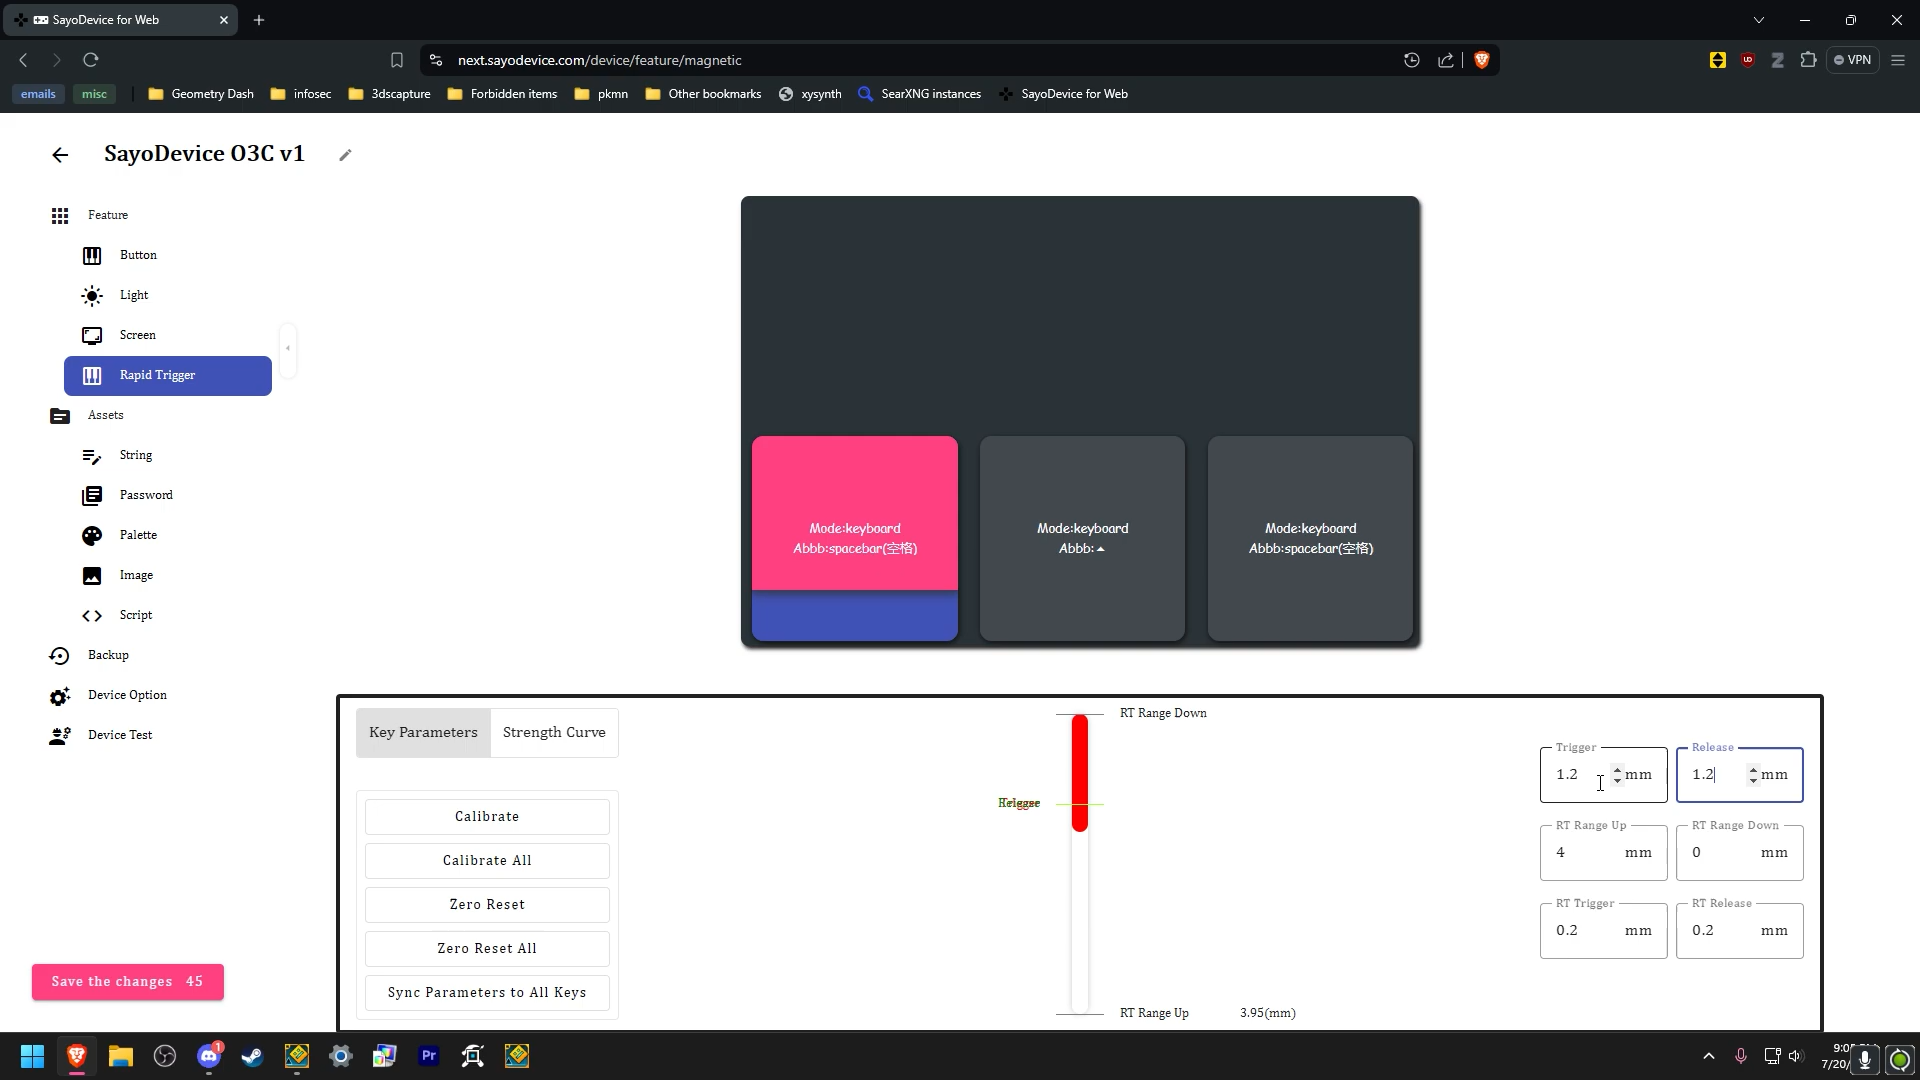 SayoDevice for Web
next.sayodevice.com/device/feature/magnetic
VPN
emails
misc
Geometry Dash
infosec
3dscapture
Forbidden items
pkmn
Other bookmarks
xysynth
SearXNG instances
SayoDevice for Web
SayoDevice O3C v1
Feature
Button
Light
Screen
Rapid Trigger
Assets
String
Password
Palette
Image
Script
Backup
Device Option
Device Test
Save the changes 45
Mode:keyboard
Abbb:spacebar(空格)
Mode:keyboard
Abbb:
Mode:keyboard
Abbb:spacebar(空格)
Key Parameters
Strength Curve
Calibrate
Calibrate All
Zero Reset
Zero Reset All
Sync Parameters to All Keys
RT Range Down
RT Range Up 3.95(mm)
Trigger
1.2 mm
Release
1.2 mm
RT Range Up
4 mm
RT Range Down
0 mm
RT Trigger
0.2 mm
RT Release
0.2 mm
1
Pr